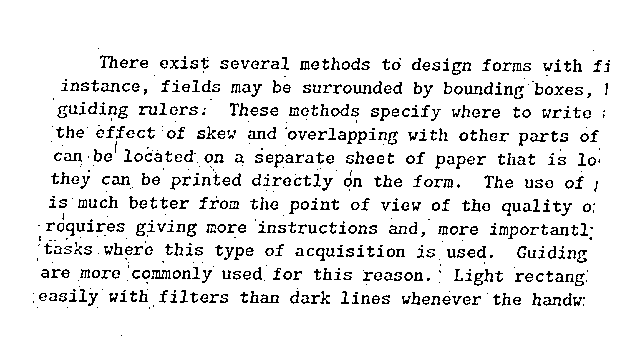 There exist several methods to design forms with fi
instance, fields may be surrounded by bounding boxes,
guiding rulers. These methods specify where to write
the effect of skew and overlapping with other parts of
can be located on a separate sheet of paper that is lo
they can be printed directly on the form. The use of
is much better from the point of view of the quality o
requires giving more instructions and, more importantl
tasks where this type of acquisition is used. Guiding
are more commonly used for this reason. Light rectang
easily with filters than dark lines whenever the handw